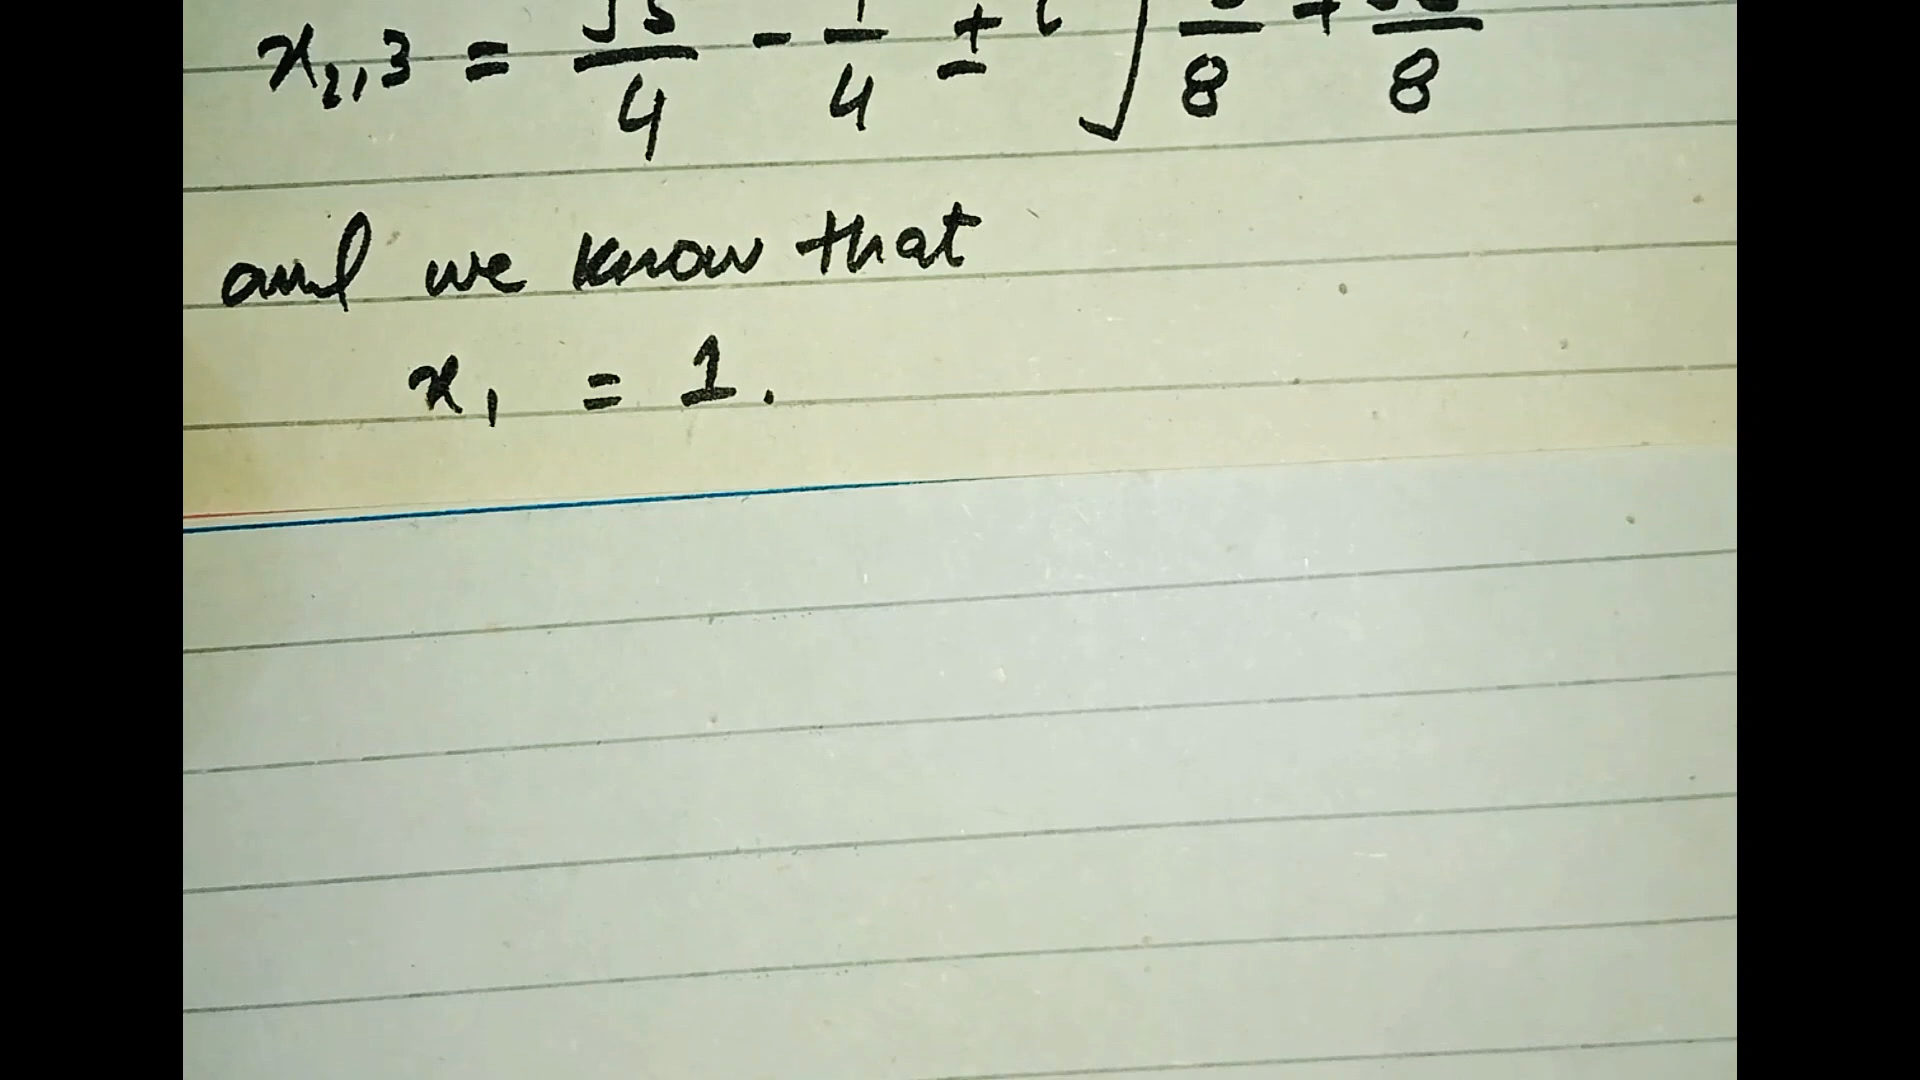 x₂,₃ = √5/4 - 1/4 ± i √ /8 + /8
and we know that
x₁ = 1.